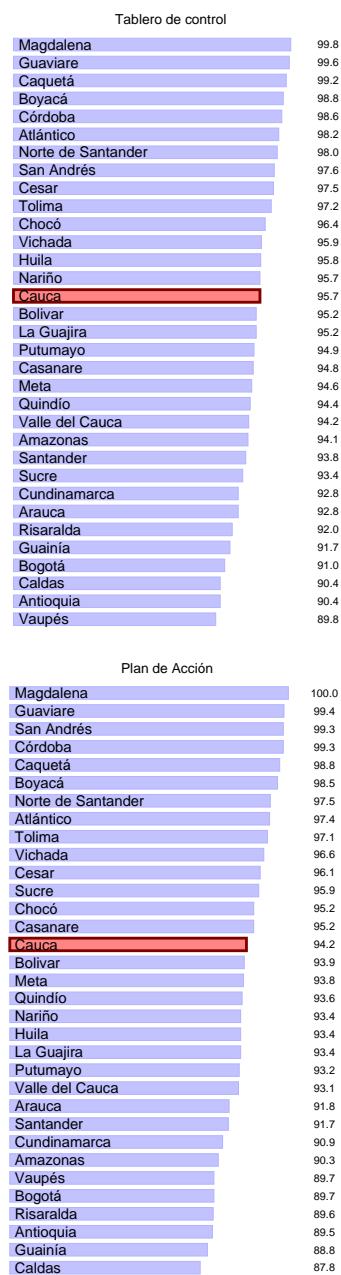 Tablero de control
Magdalena 99.8
Guaviare 99.6
Caquetá 99.2
Boyacá 98.8
Córdoba 98.6
Atlántico 98.2
Norte de Santander 98.0
San Andrés 97.6
Cesar 97.5
Tolima 97.2
Chocó 96.4
Vichada 95.9
Huila 95.8
Nariño 95.7
Cauca 95.7
Bolivar 95.2
La Guajira 95.2
Putumayo 94.9
Casanare 94.8
Meta 94.6
Quindío 94.4
Valle del Cauca 94.2
Amazonas 94.1
Santander 93.8
Sucre 93.4
Cundinamarca 92.8
Arauca 92.8
Risaralda 92.0
Guainía 91.7
Bogotá 91.0
Caldas 90.4
Antioquia 90.4
Vaupés 89.8
Plan de Acción
Magdalena 100.0
Guaviare 99.4
San Andrés 99.3
Córdoba 99.3
Caquetá 98.8
Boyacá 98.5
Norte de Santander 97.5
Atlántico 97.4
Tolima 97.1
Vichada 96.6
Cesar 96.1
Sucre 95.9
Chocó 95.2
Casanare 95.2
Cauca 94.2
Bolivar 93.9
Meta 93.8
Quindío 93.6
Nariño 93.4
Huila 93.4
La Guajira 93.4
Putumayo 93.2
Valle del Cauca 93.1
Arauca 91.8
Santander 91.7
Cundinamarca 90.9
Amazonas 90.3
Vaupés 89.7
Bogotá 89.7
Risaralda 89.6
Antioquia 89.5
Guainía 88.8
Caldas 87.8